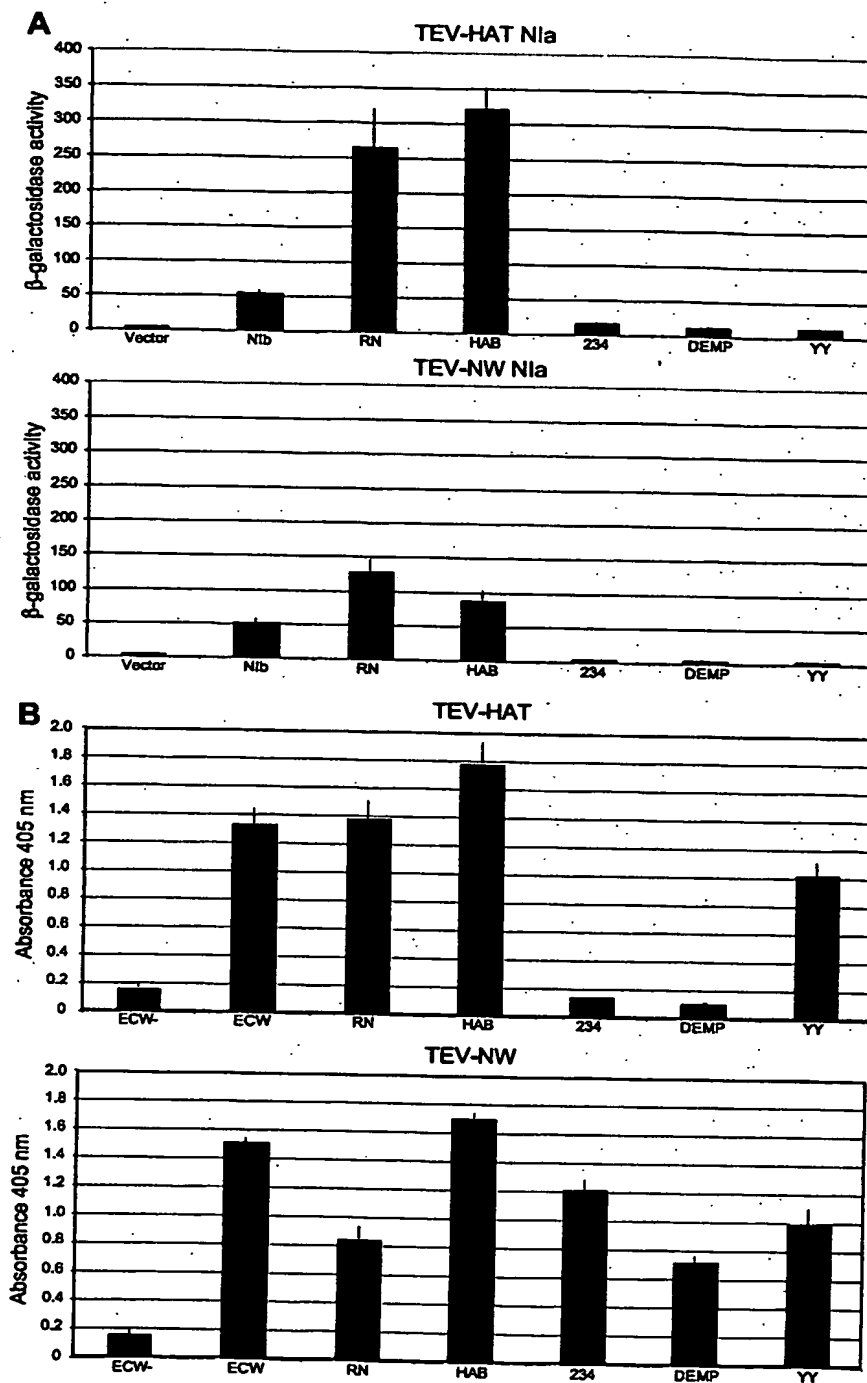 A
TEV-HAT NIa
β-galactosidase activity
400
350
300
250
200
150
100
50
0
Vector NIb RN HAB 234 DEMP YY
TEV-NW NIa
β-galactosidase activity
400
350
300
250
200
150
100
50
0
Vector NIb RN HAB 234 DEMP YY
B
TEV-HAT
Absorbance 405 nm
2.0
1.8
1.6
1.4
1.2
1.0
0.8
0.6
0.4
0.2
0
ECW- ECW RN HAB 234 DEMP YY
TEV-NW
Absorbance 405 nm
2.0
1.8
1.6
1.4
1.2
1.0
0.8
0.6
0.4
0.2
0
ECW- ECW RN HAB 234 DEMP YY